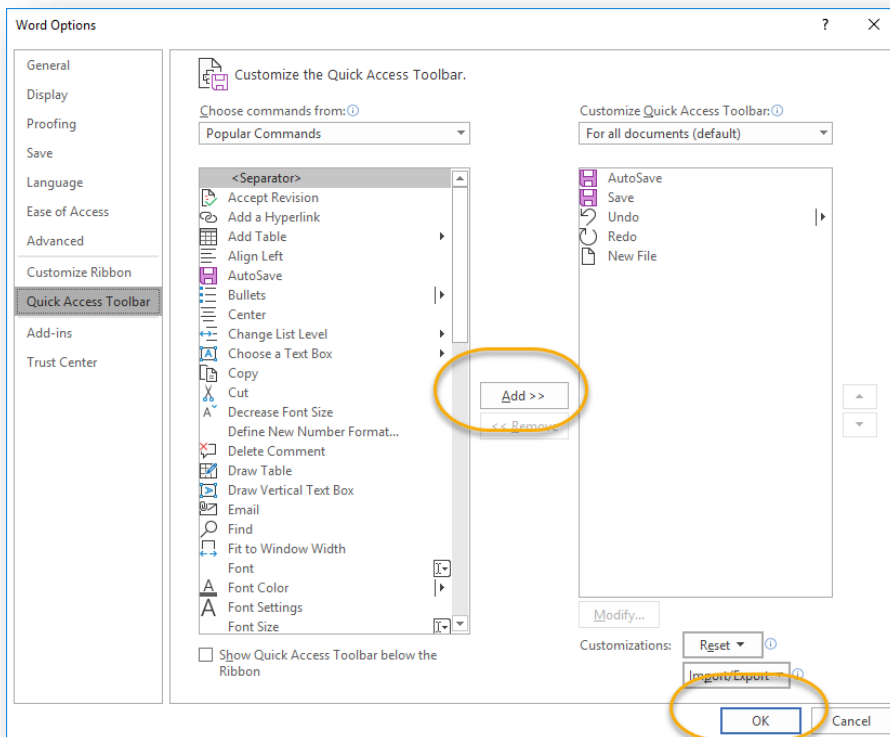 Word Options
?
General
Display
Proofing
Save
Language
Ease of Access
Advanced
Customize Ribbon
Quick Access Toolbar
Add-ins
Trust Center
Customize the Quick Access Toolbar.
Choose commands from:
Popular Commands
<Separator>
Accept Revision
Add a Hyperlink
Add Table
Align Left
AutoSave
Bullets
Center
Change List Level
Choose a Text Box
Copy
Cut
Decrease Font Size
Define New Number Format...
Delete Comment
Draw Table
Draw Vertical Text Box
Email
Find
Fit to Window Width
Font
Font Color
Font Settings
Font Size
Show Quick Access Toolbar below the
Ribbon
Add >>
<< Remove
Customize Quick Access Toolbar:
For all documents (default)
AutoSave
Save
Undo
Redo
New File
Modify...
Customizations:
Reset
Import/Export
OK
Cancel